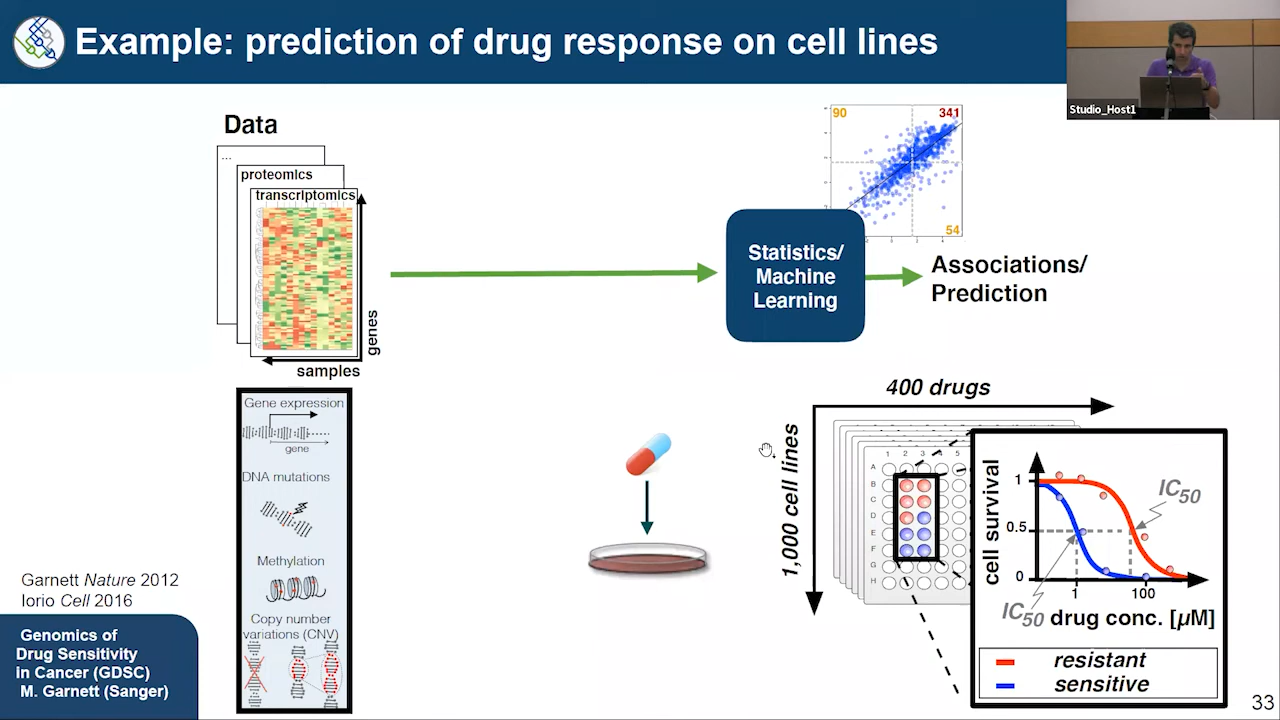 Example: prediction of drug response on cell lines
Studio_Host1
Data
...
proteomics
transcriptomics
genes
samples
90
341
54
Statistics/
Machine
Learning
Associations/
Prediction
Gene expression
gene
DNA mutations
Methylation
Copy number
variations (CNV)
Garnett Nature 2012
Iorio Cell 2016
Genomics of
Drug Sensitivity
In Cancer (GDSC)
M. Garnett (Sanger)
400 drugs
1,000 cell lines
1 2 3 4 5
A
B
C
D
E
F
G
H
cell survival
1
0.5
0
IC50
IC50
1
100
drug conc. [µM]
resistant
sensitive
33